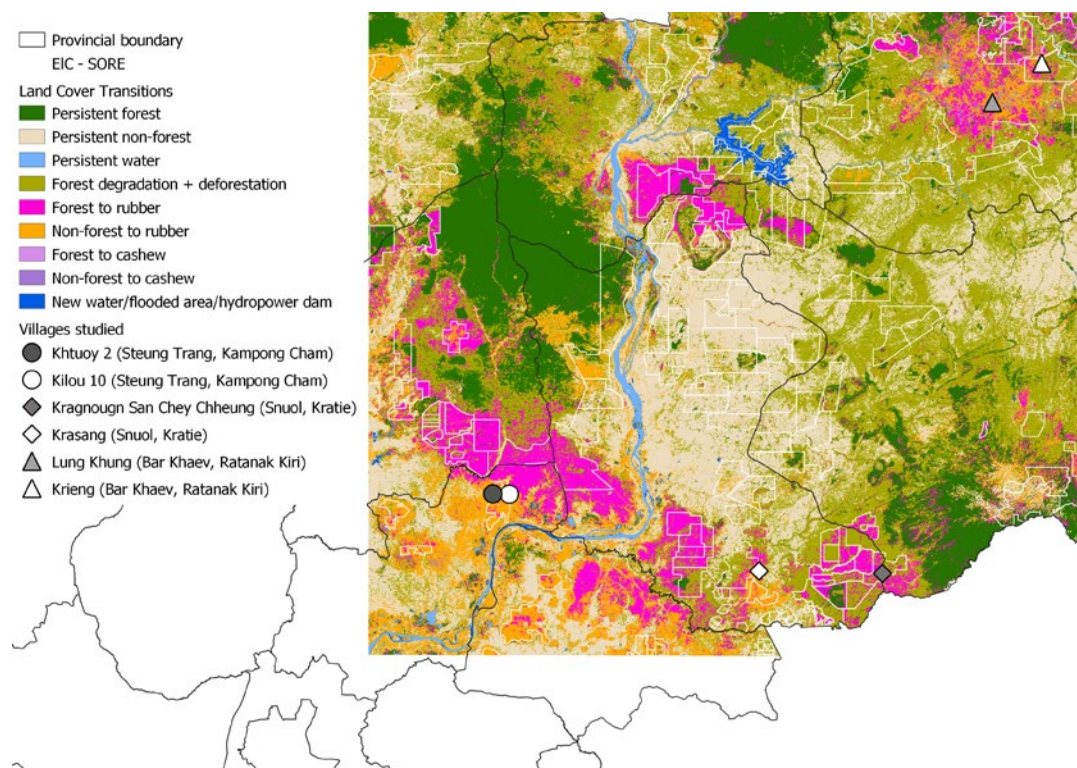 Provincial boundary
ElC - SORE
Land Cover Transitions
Persistent forest
Persistent non-forest
Persistent water
Forest degradation + deforestation
Forest to rubber
Non-forest to rubber
Forest to cashew
Non-forest to cashew
New water/flooded area/hydropower dam
Villages studied
Khtuoy 2 (Steung Trang, Kampong Cham)
Kilou 10 (Steung Trang, Kampong Cham)
Kragnougn San Chey Chheung (Snuol, Kratie)
Krasang (Snuol, Kratie)
Lung Khung (Bar Khaev, Ratanak Kiri)
Krieng (Bar Khaev, Ratanak Kiri)